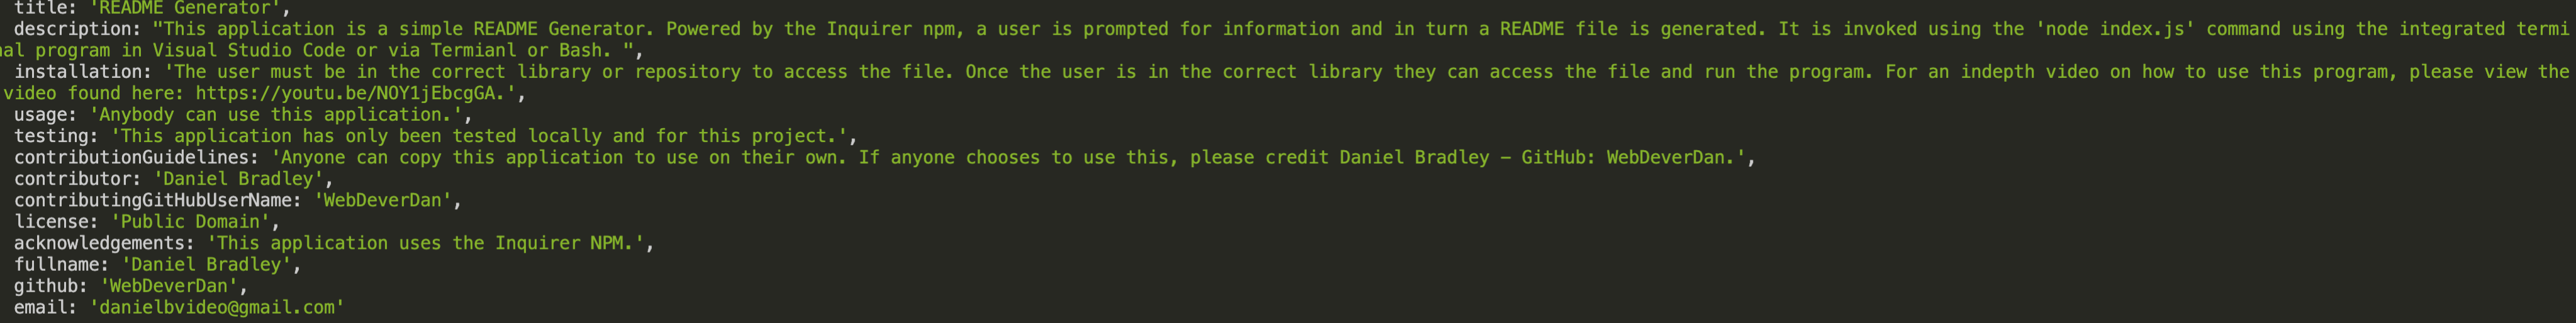 title: 'README Generator',
description: "This application is a simple README Generator. Powered by the Inquirer npm, a user is prompted for information and in turn a README file is generated. It is invoked using the 'node index.js' command using the integrated termi
nal program in Visual Studio Code or via Termianl or Bash. ",
installation: 'The user must be in the correct library or repository to access the file. Once the user is in the correct library they can access the file and run the program. For an indepth video on how to use this program, please view the
video found here: https://youtu.be/NOY1jEbcgGA.',
usage: 'Anybody can use this application.',
testing: 'This application has only been tested locally and for this project.',
contributionGuidelines: 'Anyone can copy this application to use on their own. If anyone chooses to use this, please credit Daniel Bradley – GitHub: WebDeverDan.',
contributor: 'Daniel Bradley',
contributingGitHubUserName: 'WebDeverDan',
license: 'Public Domain',
acknowledgements: 'This application uses the Inquirer NPM.',
fullname: 'Daniel Bradley',
github: 'WebDeverDan',
email: 'danielbvideo@gmail.com'